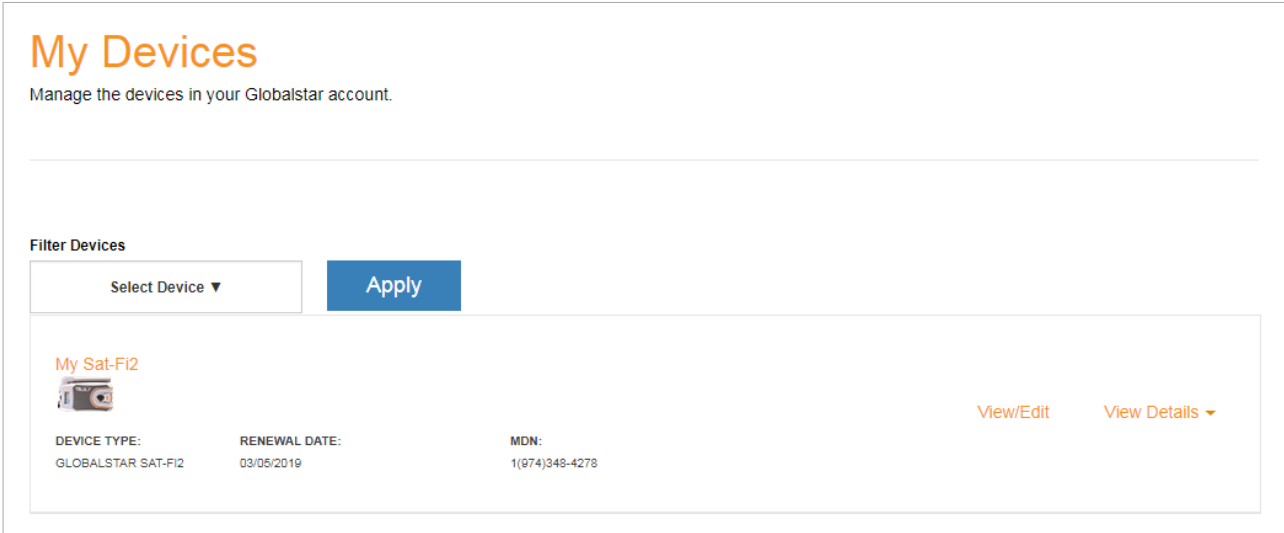 My Devices
Manage the devices in your Globalstar account.
Filter Devices
Select Device ▼
Apply
My Sat-Fi2
View/Edit
View Details
DEVICE TYPE:
RENEWAL DATE:
MDN:
GLOBALSTAR SAT-FI2
03/05/2019
1(974)348-4278